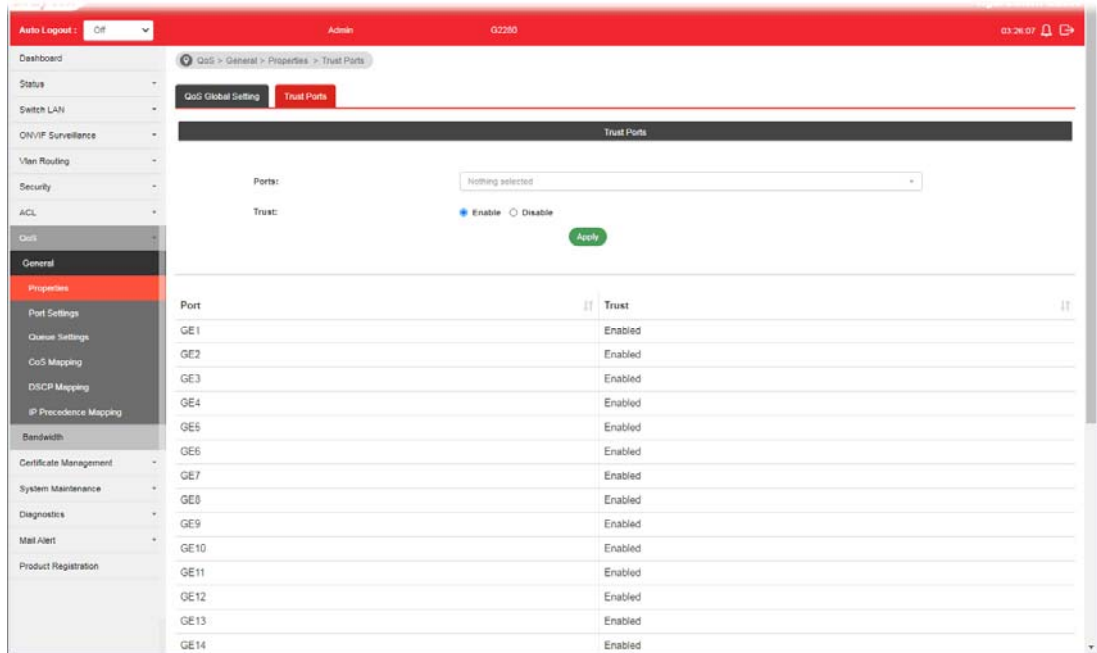 Auto Logout : Off Admin G2280 03:26:07
Dashboard
Status
Switch LAN
ONVIF Surveillance
Vlan Routing
Security
ACL
QoS
General
Properties
Port Settings
Queue Settings
CoS Mapping
DSCP Mapping
IP Precedence Mapping
Bandwidth
Certificate Management
System Maintenance
Diagnostics
Mail Alert
Product Registration
QoS > General > Properties > Trust Ports
QoS Global Setting Trust Ports
Trust Ports
Ports: Nothing selected
Trust: Enable Disable
Apply
Port Trust
GE1 Enabled
GE2 Enabled
GE3 Enabled
GE4 Enabled
GE5 Enabled
GE6 Enabled
GE7 Enabled
GE8 Enabled
GE9 Enabled
GE10 Enabled
GE11 Enabled
GE12 Enabled
GE13 Enabled
GE14 Enabled